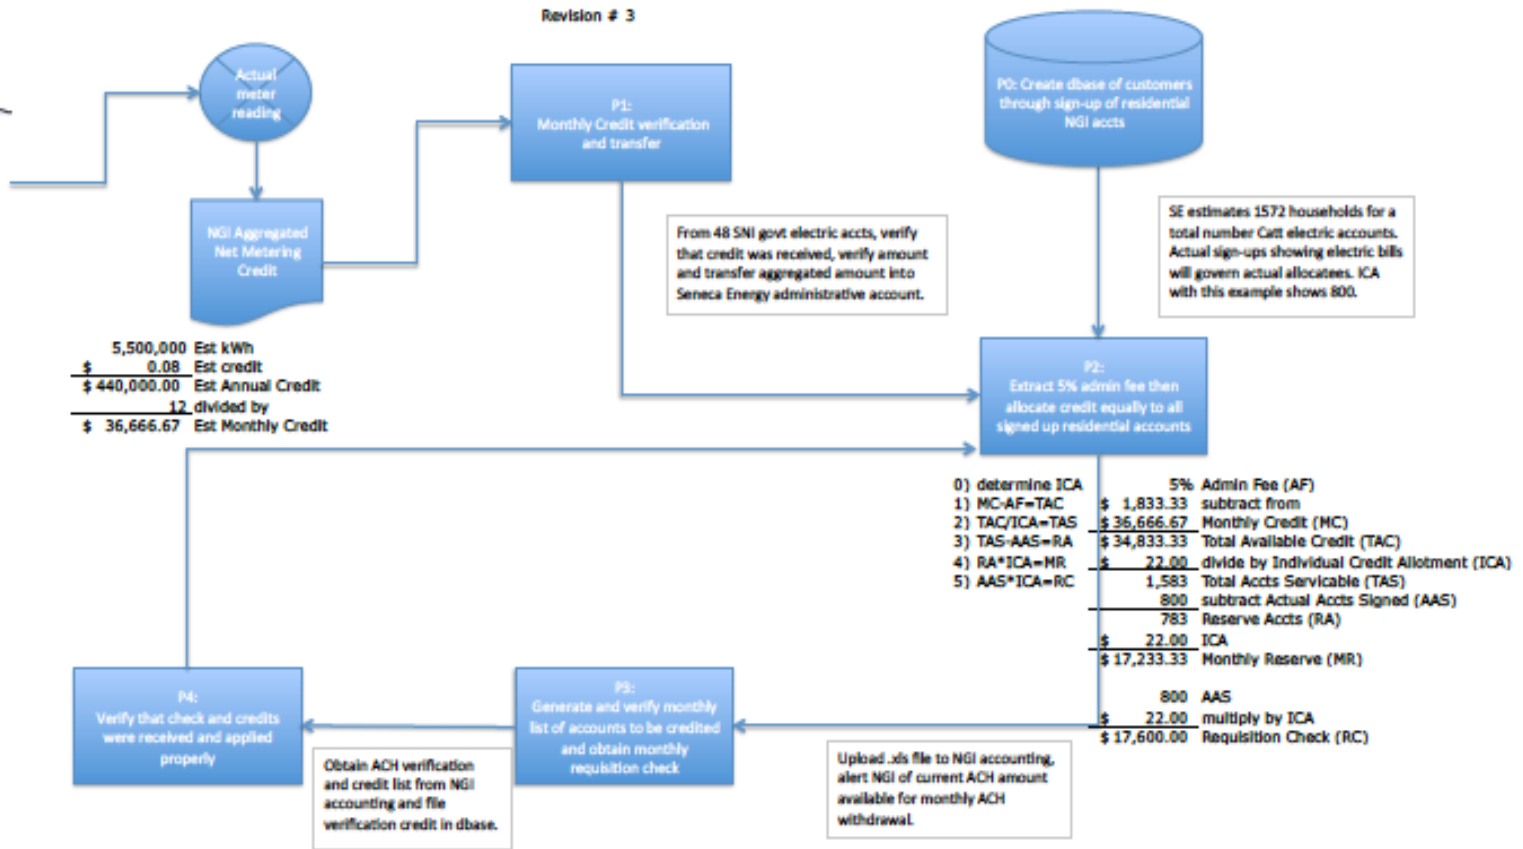 Revision # 3
Actual
meter
reading
P1:
Monthly Credit verification
and transfer
P0: Create dbase of customers
through sign-up of residential
NGI accts
NGI Aggregated
Net Metering
Credit
From 48 SNI govt electric accts, verify
that credit was received, verify amount
and transfer aggregated amount into
Seneca Energy administrative account.
SE estimates 1572 households for a
total number Catt electric accounts.
Actual sign-ups showing electric bills
will govern actual allocatees. ICA
with this example shows 800.
5,500,000 Est kWh
$ 0.08 Est credit
$ 440,000.00 Est Annual Credit
12 divided by
$ 36,666.67 Est Monthly Credit
P2:
Extract 5% admin fee then
allocate credit equally to all
signed up residential accounts
0) determine ICA
1) MC-AF=TAC
2) TAC/ICA=TAS
3) TAS-AAS=RA
4) RA*ICA=MR
5) AAS*ICA=RC
5% Admin Fee (AF)
$ 1,833.33 subtract from
$ 36,666.67 Monthly Credit (MC)
$ 34,833.33 Total Available Credit (TAC)
$ 22.00 divide by Individual Credit Allotment (ICA)
1,583 Total Accts Servicable (TAS)
800 subtract Actual Accts Signed (AAS)
783 Reserve Accts (RA)
$ 22.00 ICA
$ 17,233.33 Monthly Reserve (MR)
800 AAS
$ 22.00 multiply by ICA
$ 17,600.00 Requisition Check (RC)
P4:
Verify that check and credits
were received and applied
properly
P3:
Generate and verify monthly
list of accounts to be credited
and obtain monthly
requisition check
Obtain ACH verification
and credit list from NGI
accounting and file
verification credit in dbase.
Upload .xls file to NGI accounting,
alert NGI of current ACH amount
available for monthly ACH
withdrawal.